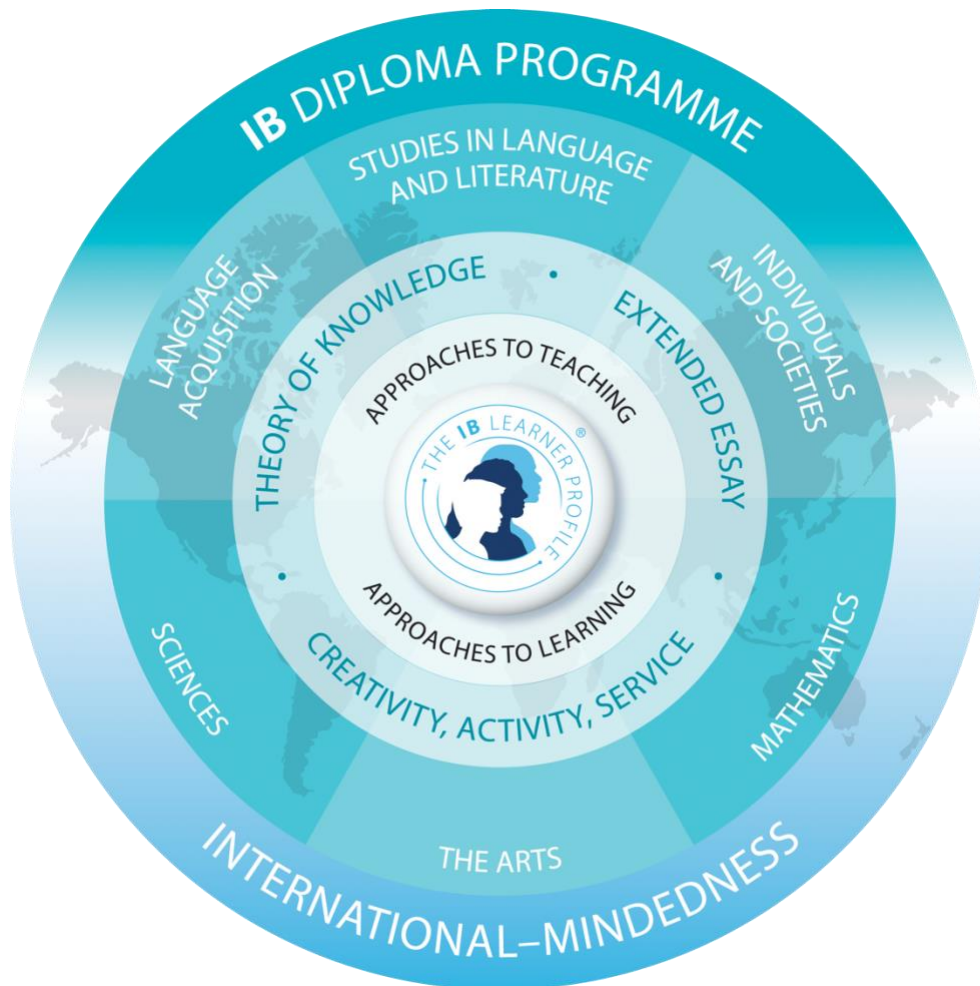 IB DIPLOMA PROGRAMME
STUDIES IN LANGUAGE
AND LITERATURE
LANGUAGE
ACQUISITION
INDIVIDUALS
AND SOCIETIES
THEORY OF KNOWLEDGE
EXTENDED ESSAY
APPROACHES TO TEACHING
THE IB LEARNER PROFILE®
APPROACHES TO LEARNING
CREATIVITY, ACTIVITY, SERVICE
SCIENCES
MATHEMATICS
THE ARTS
INTERNATIONAL–MINDEDNESS